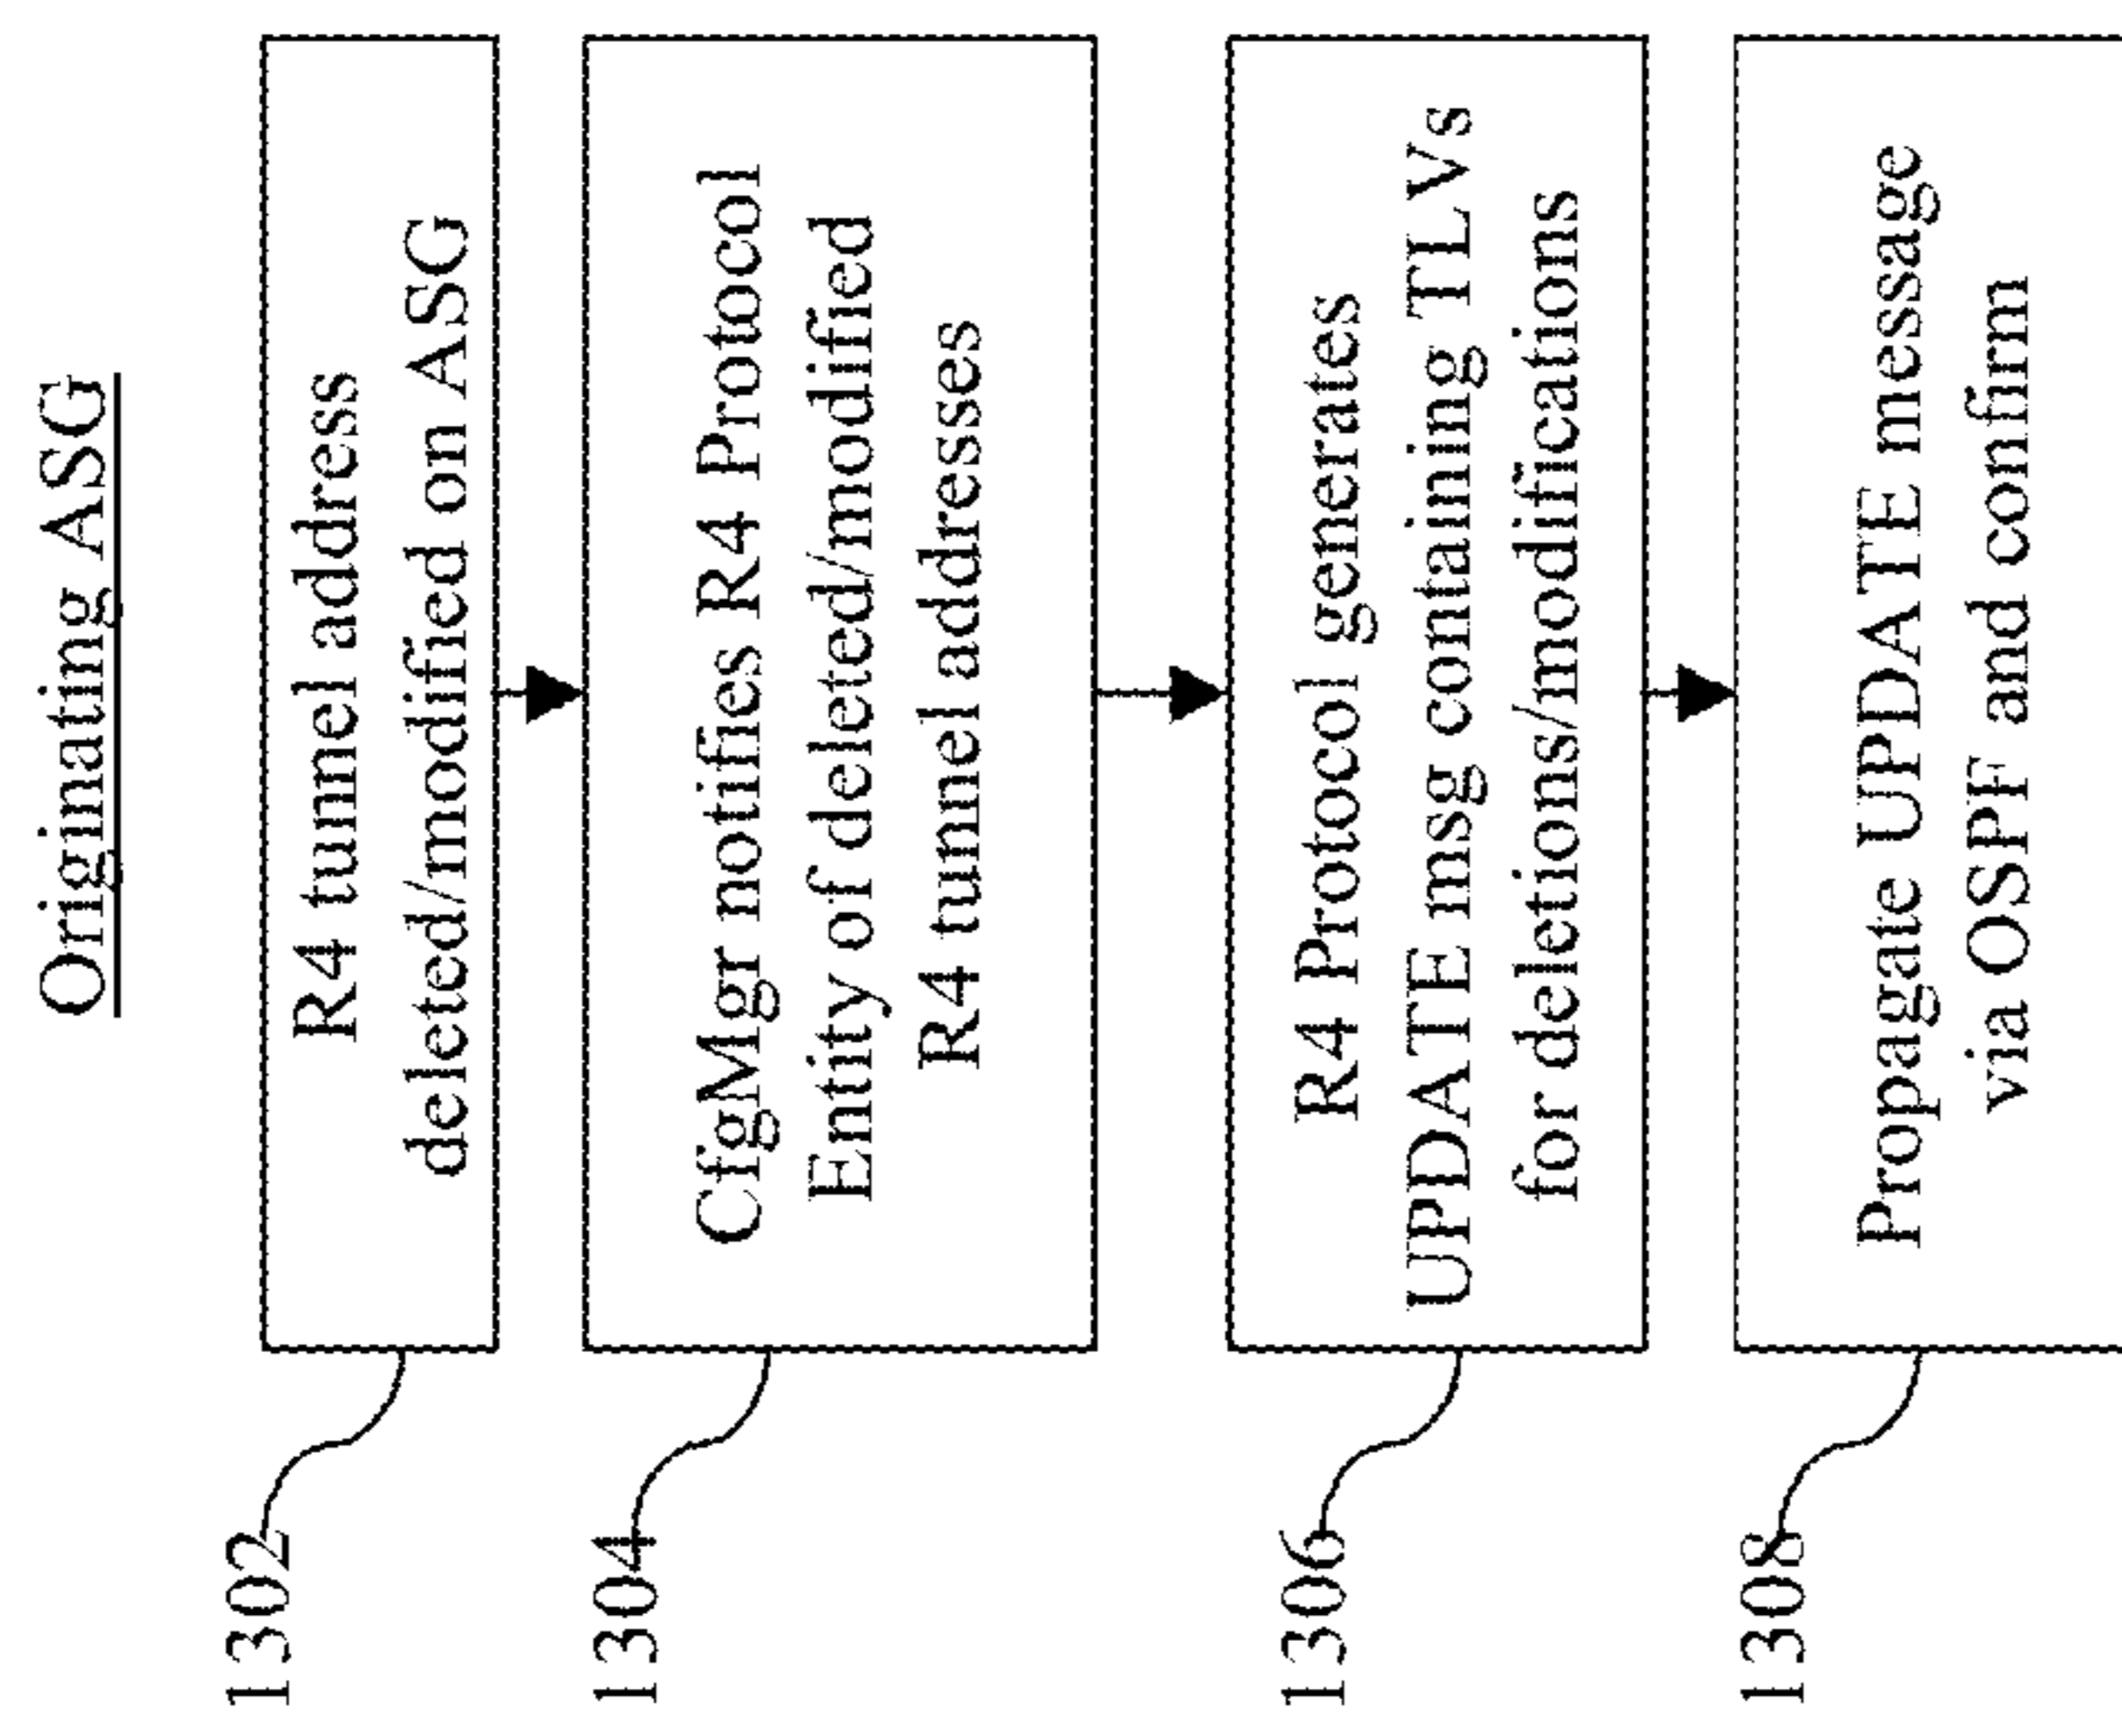 Originating ASG
1302
R4 tunnel address
deleted/modified on ASG
1304
CfgMgr notifies R4 Protocol
Entity of deleted/modified
R4 tunnel addresses
1306
R4 Protocol generates
UPDATE msg containing TLVs
for deletions/modifications
1308
Propagate UPDATE message
via OSPF and confirm